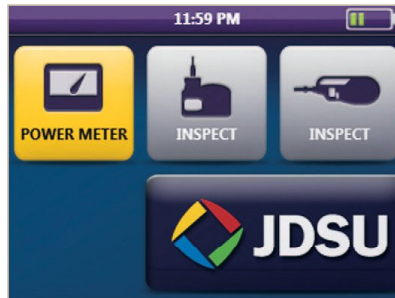 11:59 PM
POWER METER
INSPECT
INSPECT
JDSU